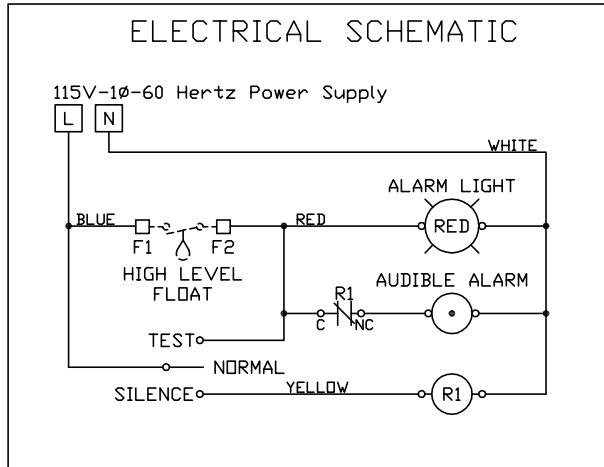 ELECTRICAL SCHEMATIC
115V-1Ø-60 Hertz Power Supply
L N
WHITE
ALARM LIGHT
BLUE
RED
RED
F1 F2
HIGH LEVEL
FLOAT
AUDIBLE ALARM
R1
C NC
TEST
NORMAL
SILENCE
YELLOW
R1